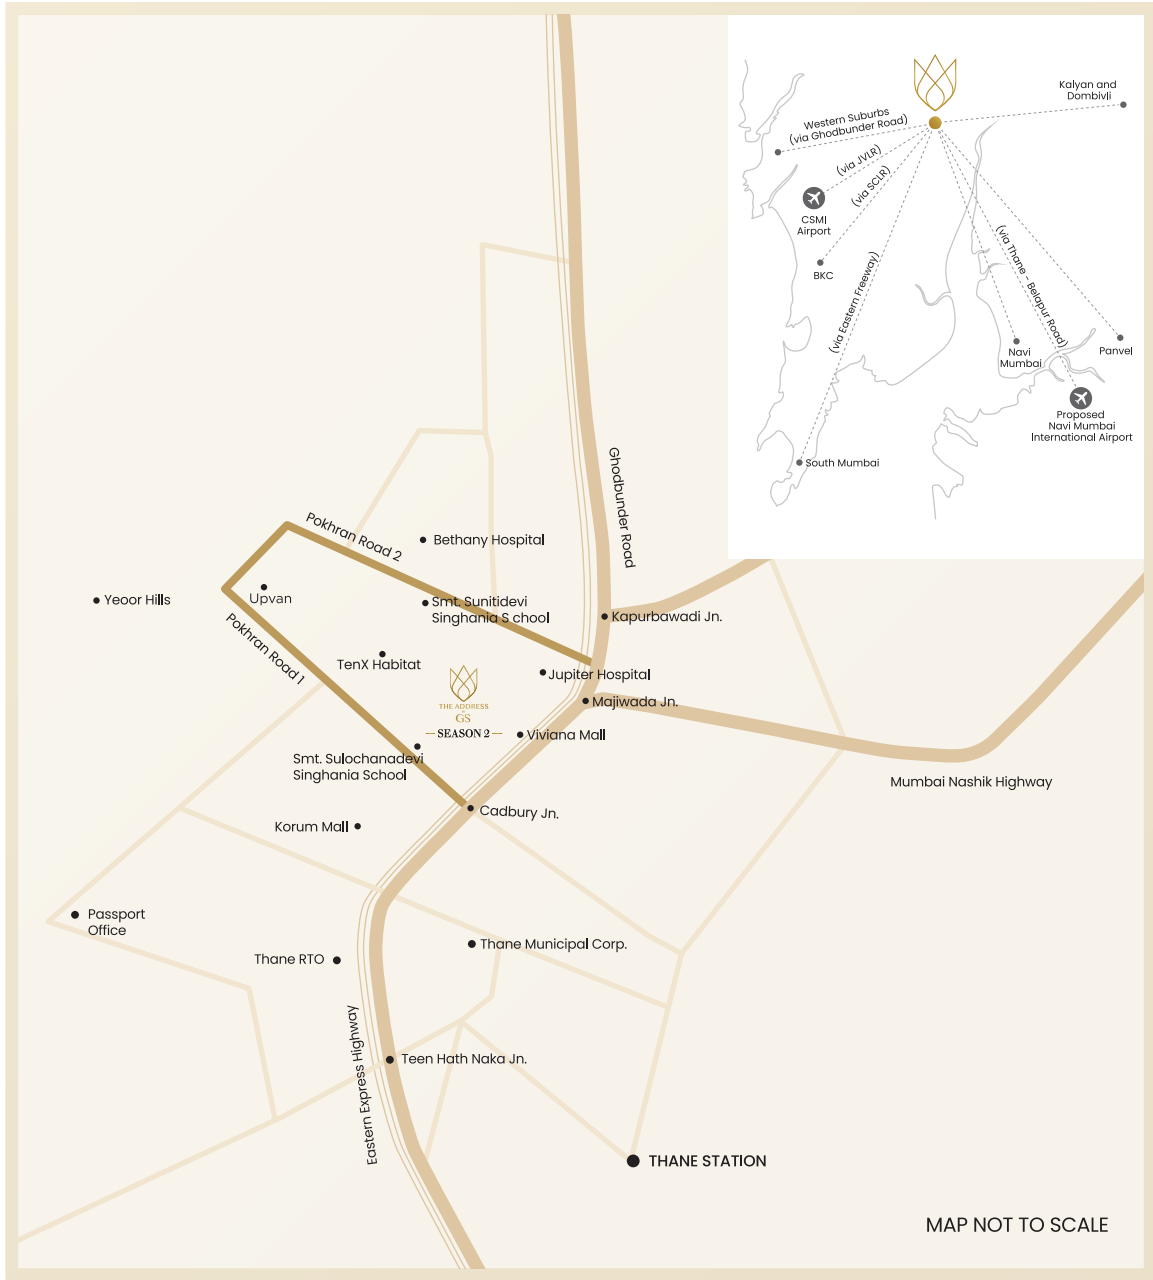 Kalyan and
Dombivli
Western Suburbs
(via Ghodbunder Road)
(via JVLR)
(via SCLR)
CSMI
Airport
BKC
(via Eastern Freeway)
(via Thane - Belapur Road)
Navi
Mumbai
Panvel
Proposed
Navi Mumbai
International Airport
South Mumbai
Ghodbunder Road
Pokhran Road 2
Bethany Hospital
Yeoor Hills
Upvan
Smt. Sunitidevi
Singhania S chool
Kapurbawadi Jn.
Pokhran Road 1
TenX Habitat
Jupiter Hospital
THE ADDRESS
BY
GS
SEASON 2
Majiwada Jn.
Viviana Mall
Smt. Sulochanadevi
Singhania School
Mumbai Nashik Highway
Cadbury Jn.
Korum Mall
Passport
Office
Thane Municipal Corp.
Thane RTO
Eastern Express Highway
Teen Hath Naka Jn.
THANE STATION
MAP NOT TO SCALE